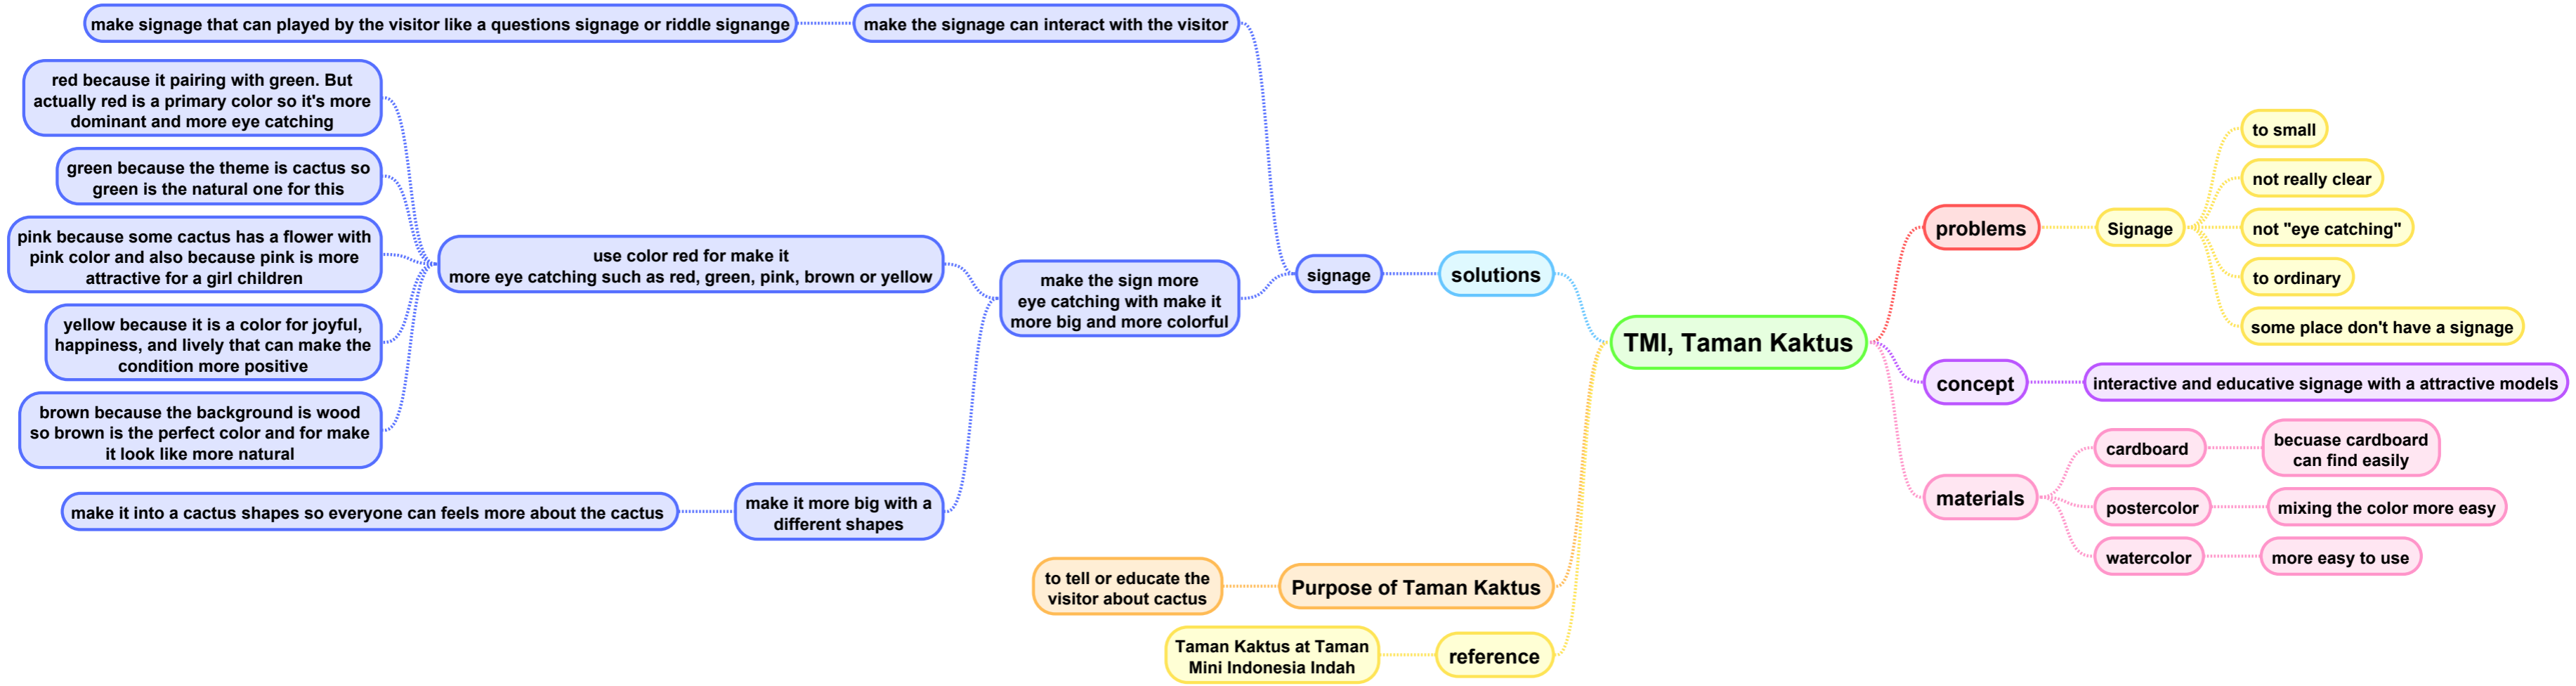 make signage that can played by the visitor like a questions signage or riddle signange
make the signage can interact with the visitor
red because it pairing with green. But
actually red is a primary color so it's more
dominant and more eye catching
green because the theme is cactus so
green is the natural one for this
pink because some cactus has a flower with
pink color and also because pink is more
attractive for a girl children
yellow because it is a color for joyful,
happiness, and lively that can make the
condition more positive
brown because the background is wood
so brown is the perfect color and for make
it look like more natural
use color red for make it
more eye catching such as red, green, pink, brown or yellow
make the sign more
eye catching with make it
more big and more colorful
signage
solutions
make it into a cactus shapes so everyone can feels more about the cactus
make it more big with a
different shapes
to tell or educate the
visitor about cactus
Purpose of Taman Kaktus
Taman Kaktus at Taman
Mini Indonesia Indah
reference
TMI, Taman Kaktus
problems
Signage
to small
not really clear
not "eye catching"
to ordinary
some place don't have a signage
concept
interactive and educative signage with a attractive models
materials
cardboard
becuase cardboard
can find easily
postercolor
mixing the color more easy
watercolor
more easy to use